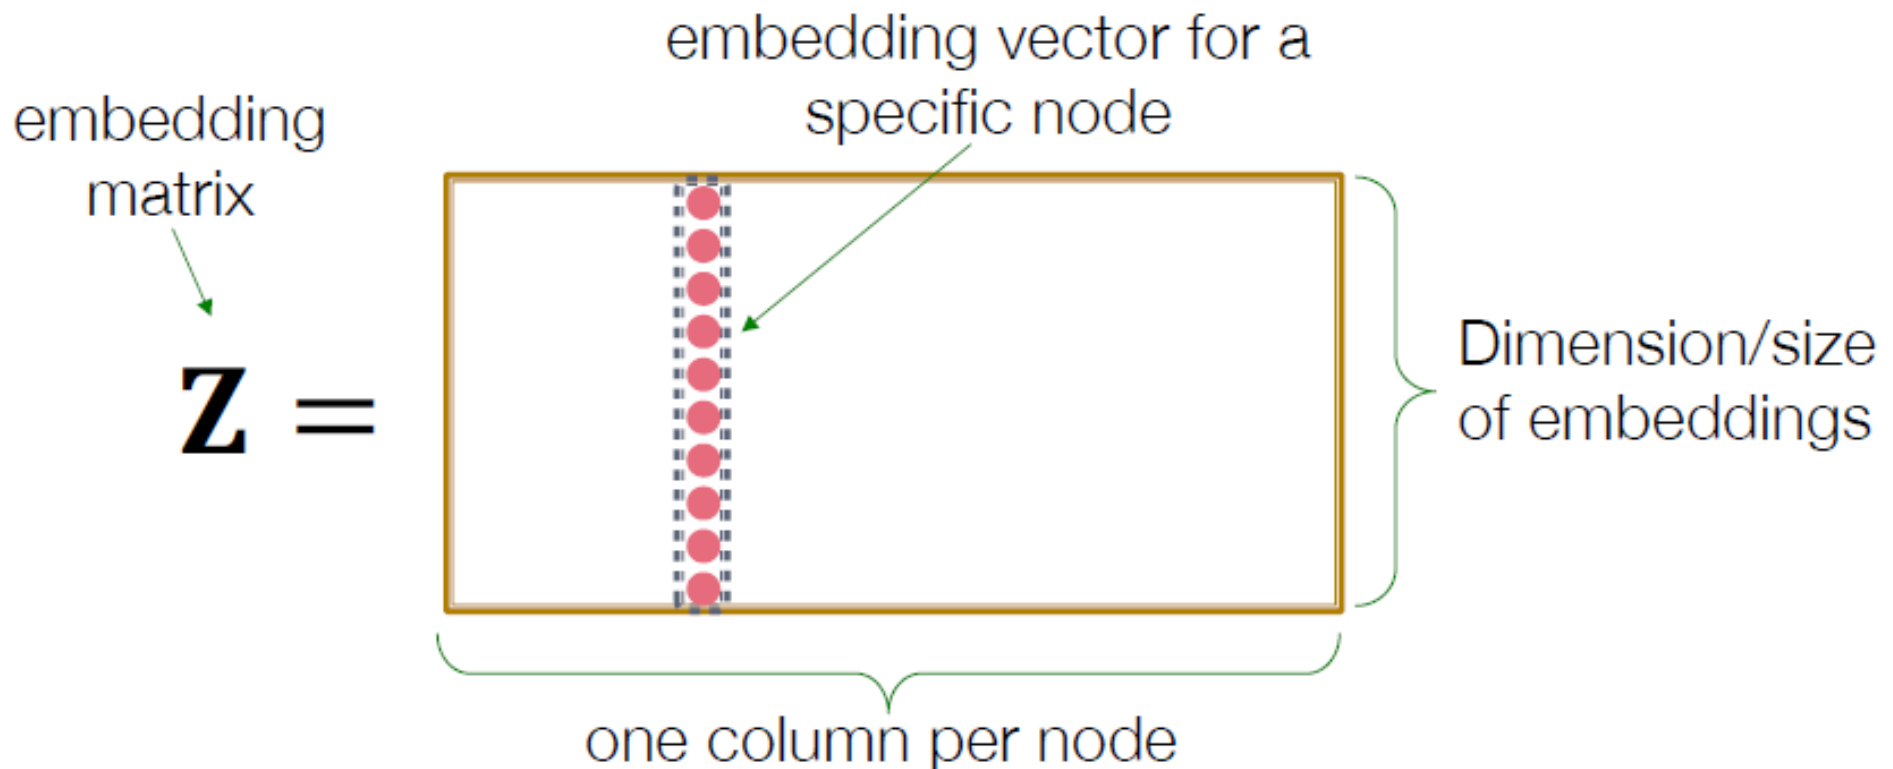 embedding vector for a
specific node
embedding
matrix
Z =
Dimension/size
of embeddings
one column per node